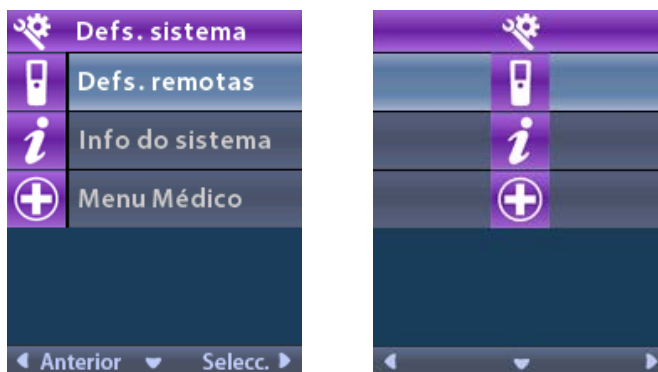 Defs. sistema
Defs. remotas
Info do sistema
Menu Médico
Anterior Selecc.